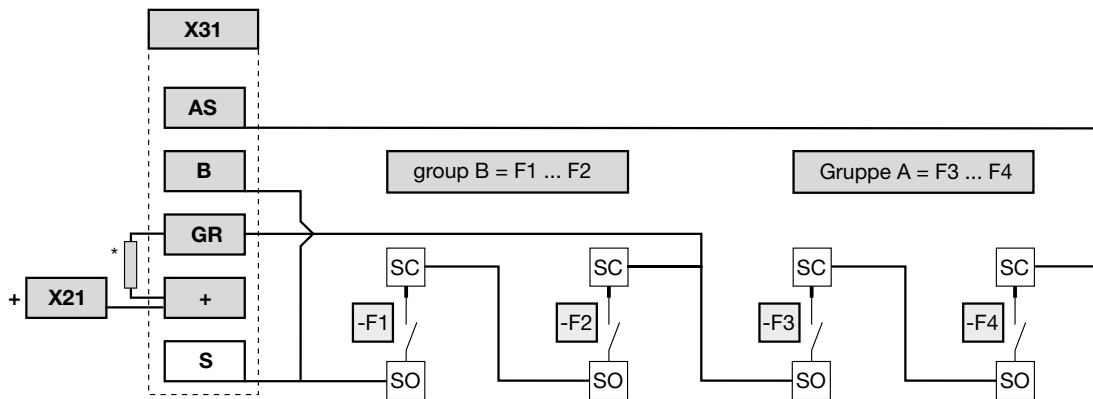 X31
AS
B
group B = F1 ... F2
Gruppe A = F3 ... F4
GR
*
SC
SC
SC
SC
+ X21
+
-F1
-F2
-F3
-F4
S
SO
SO
SO
SO